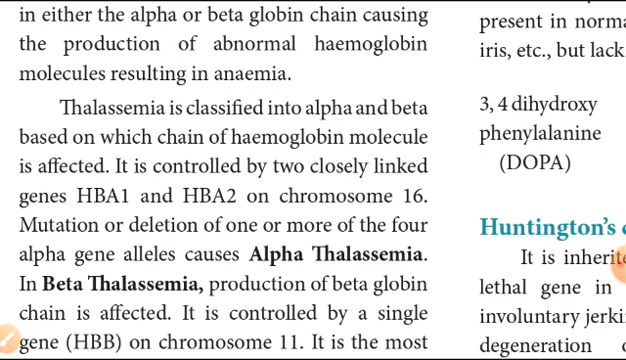 in either the alpha or beta globin chain causing
the production of abnormal haemoglobin
molecules resulting in anaemia.
Thalassemia is classified into alpha and beta
based on which chain of haemoglobin molecule
is affected. It is controlled by two closely linked
genes HBA1 and HBA2 on chromosome 16.
Mutation or deletion of one or more of the four
alpha gene alleles causes Alpha Thalassemia.
In Beta Thalassemia, production of beta globin
chain is affected. It is controlled by a single
gene (HBB) on chromosome 11. It is the most
present in norma
iris, etc., but lack
3, 4 dihydroxy
phenylalanine
(DOPA)
Huntington's
It is inherite
lethal gene in
involuntary jerki
degeneration